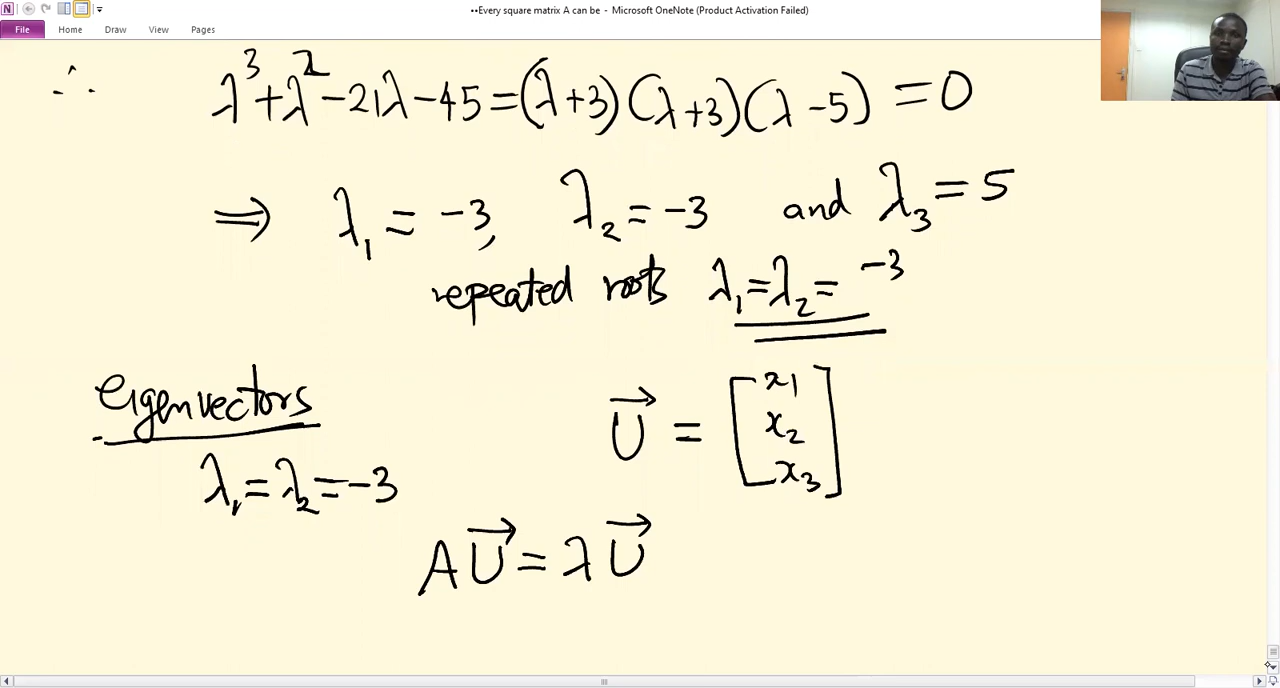 ••Every square matrix A can be - Microsoft OneNote (Product Activation Failed)
File Home Draw View Pages
∴ λ³+λ²-21λ-45=(λ+3)(λ+3)(λ-5)=0
⟹ λ₁ = -3, λ₂ = -3 and λ₃ = 5
repeated roots λ₁=λ₂= -3
Eigenvectors
U⃗ = [x₁ x₂ x₃]
λ₁=λ₂=-3
AU⃗ = λU⃗